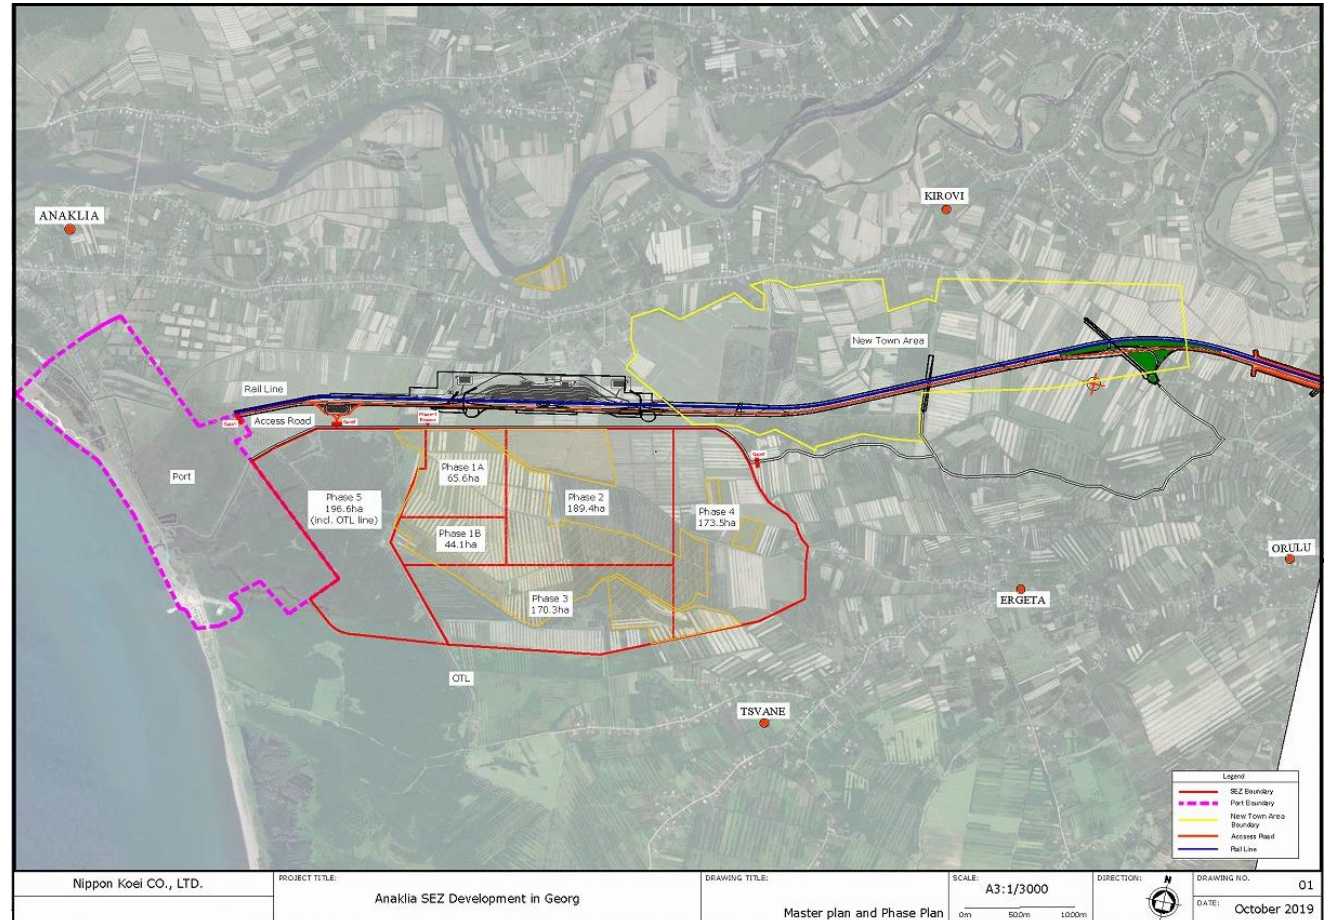 ANAKLIA
KIROVI
New Town Area
Rail Line
Access Road
Port
Phase 1A
65.6ha
Phase 5
196.6ha
(incl. OTL line)
Phase 2
189.4ha
Phase 4
173.5ha
Phase 1B
44.1ha
ORULU
Phase 3
170.3ha
ERGETA
OTL
TSVANE
Legend
SEZ Boundary
Port Boundary
New Town Area
Boundary
Accsess Road
Rail Line
Nippon Koei CO., LTD.
PROJECT TITLE:
Anaklia SEZ Development in Georg
DRAWING TITLE:
Master plan and Phase Plan
SCALE:
A3:1/3000
0m 500m 1000m
DIRECTION:
N
DRAWING NO.
01
DATE:
October 2019